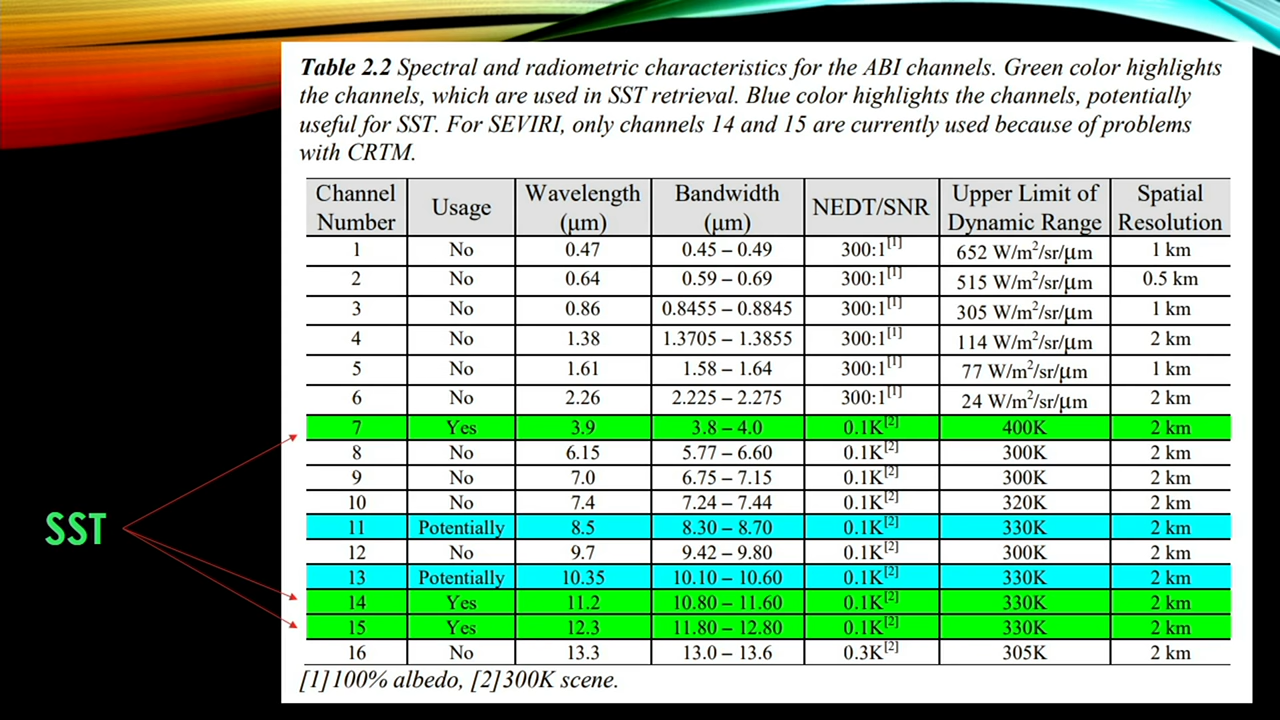 Table 2.2 Spectral and radiometric characteristics for the ABI channels. Green color highlights
the channels, which are used in SST retrieval. Blue color highlights the channels, potentially
useful for SST. For SEVIRI, only channels 14 and 15 are currently used because of problems
with CRTM.
Channel Number Usage Wavelength (μm) Bandwidth (μm) NEDT/SNR Upper Limit of Dynamic Range Spatial Resolution
1 No 0.47 0.45 – 0.49 300:1[1] 652 W/m²/sr/μm 1 km
2 No 0.64 0.59 – 0.69 300:1[1] 515 W/m²/sr/μm 0.5 km
3 No 0.86 0.8455 – 0.8845 300:1[1] 305 W/m²/sr/μm 1 km
4 No 1.38 1.3705 – 1.3855 300:1[1] 114 W/m²/sr/μm 2 km
5 No 1.61 1.58 – 1.64 300:1[1] 77 W/m²/sr/μm 1 km
6 No 2.26 2.225 – 2.275 300:1[1] 24 W/m²/sr/μm 2 km
7 Yes 3.9 3.8 – 4.0 0.1K[2] 400K 2 km
8 No 6.15 5.77 – 6.60 0.1K[2] 300K 2 km
9 No 7.0 6.75 – 7.15 0.1K[2] 300K 2 km
10 No 7.4 7.24 – 7.44 0.1K[2] 320K 2 km
11 Potentially 8.5 8.30 – 8.70 0.1K[2] 330K 2 km
12 No 9.7 9.42 – 9.80 0.1K[2] 300K 2 km
13 Potentially 10.35 10.10 – 10.60 0.1K[2] 330K 2 km
14 Yes 11.2 10.80 – 11.60 0.1K[2] 330K 2 km
15 Yes 12.3 11.80 – 12.80 0.1K[2] 330K 2 km
16 No 13.3 13.0 – 13.6 0.3K[2] 305K 2 km
[1]100% albedo, [2]300K scene.
SST